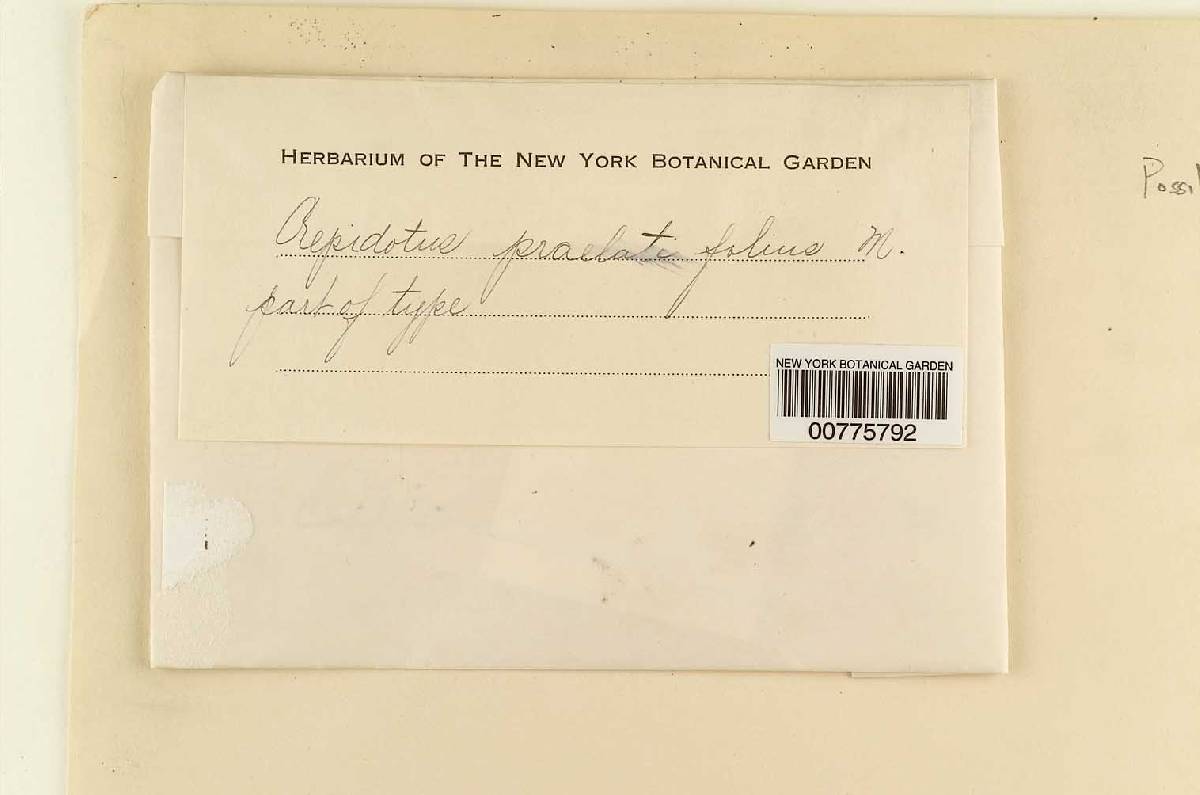 HERBARIUM OF THE NEW YORK BOTANICAL GARDEN
Crepidotus praelatifolius M.
part of type
NEW YORK BOTANICAL GARDEN
00775792